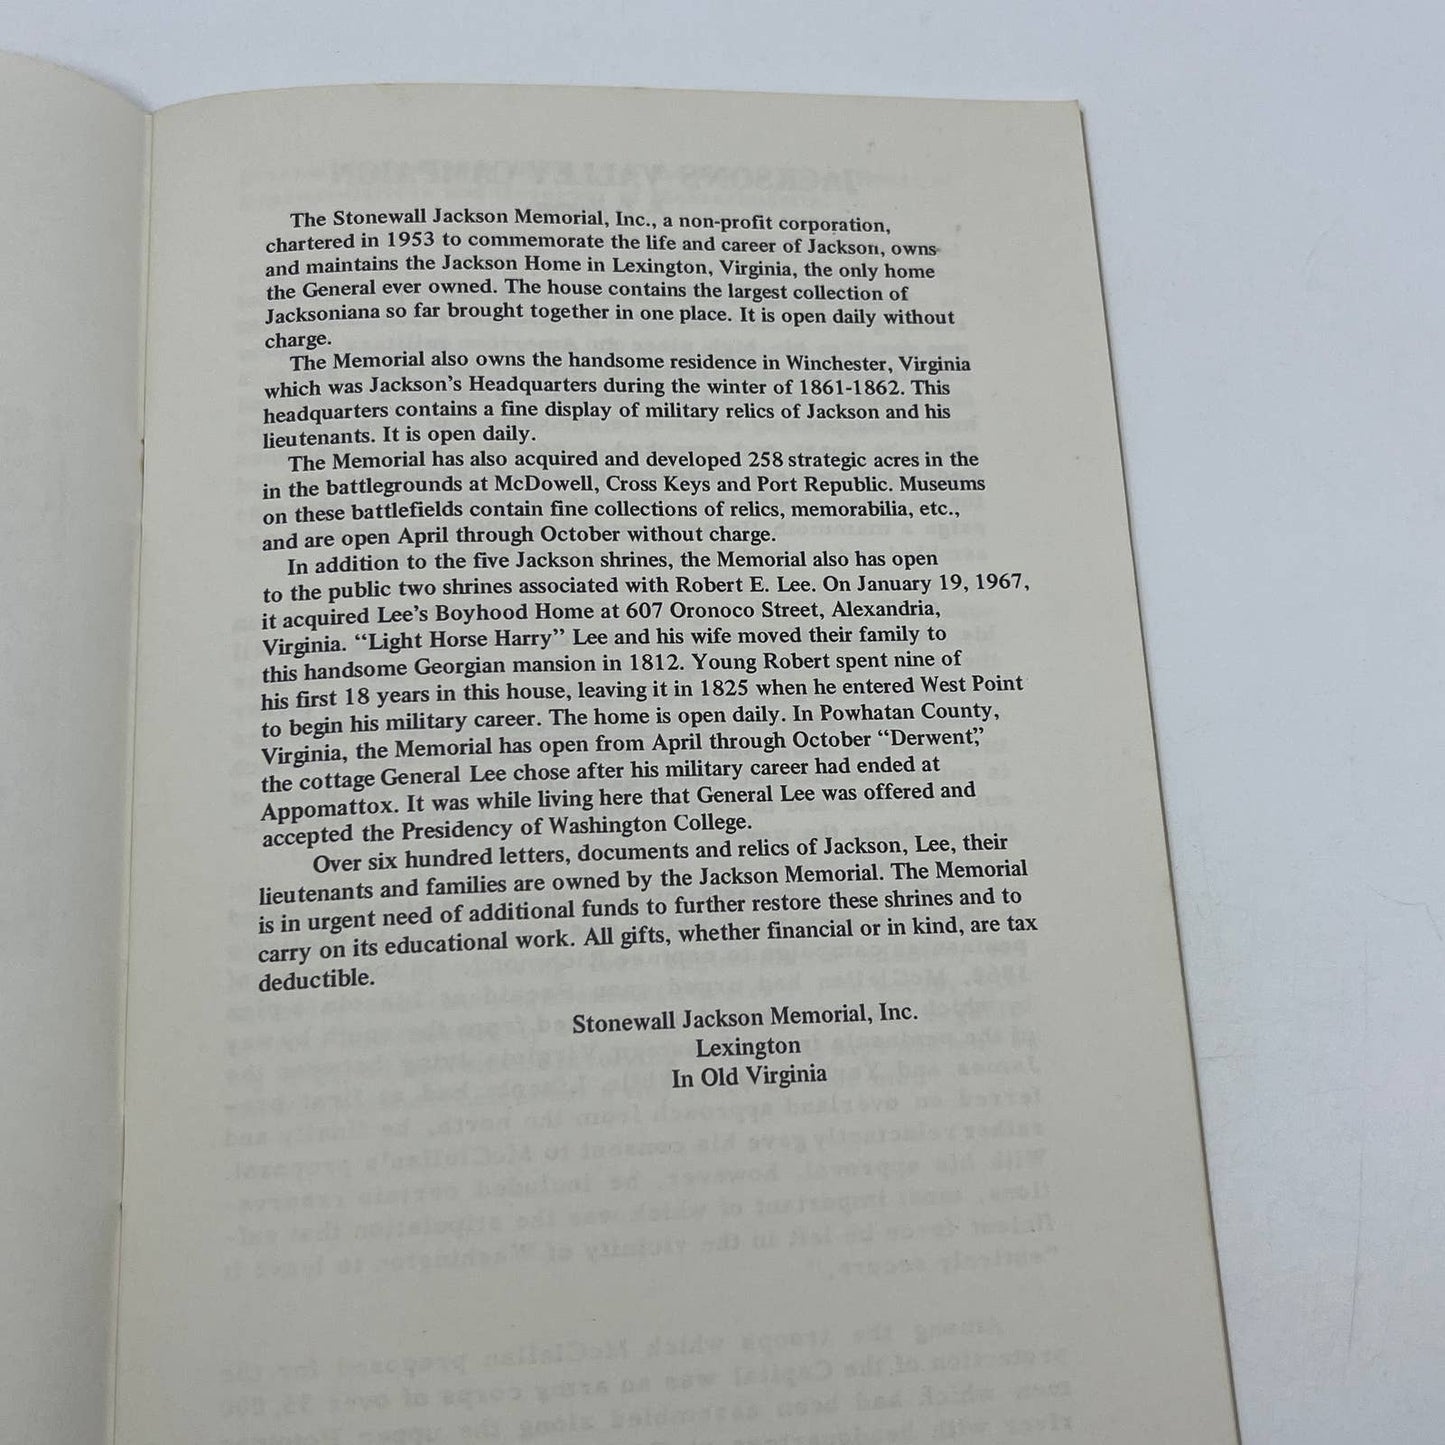 The Stonewall Jackson Memorial, Inc., a non-profit corporation,
chartered in 1953 to commemorate the life and career of Jackson, owns
and maintains the Jackson Home in Lexington, Virginia, the only home
the General ever owned. The house contains the largest collection of
Jacksoniana so far brought together in one place. It is open daily without
charge.
The Memorial also owns the handsome residence in Winchester, Virginia
which was Jackson's Headquarters during the winter of 1861-1862. This
headquarters contains a fine display of military relics of Jackson and his
lieutenants. It is open daily.
The Memorial has also acquired and developed 258 strategic acres in the
in the battlegrounds at McDowell, Cross Keys and Port Republic. Museums
on these battlefields contain fine collections of relics, memorabilia, etc.,
and are open April through October without charge.
In addition to the five Jackson shrines, the Memorial also has open
to the public two shrines associated with Robert E. Lee. On January 19, 1967,
it acquired Lee's Boyhood Home at 607 Oronoco Street, Alexandria,
Virginia. “Light Horse Harry” Lee and his wife moved their family to
this handsome Georgian mansion in 1812. Young Robert spent nine of
his first 18 years in this house, leaving it in 1825 when he entered West Point
to begin his military career. The home is open daily. In Powhatan County,
Virginia, the Memorial has open from April through October “Derwent,”
the cottage General Lee chose after his military career had ended at
Appomattox. It was while living here that General Lee was offered and
accepted the Presidency of Washington College.
Over six hundred letters, documents and relics of Jackson, Lee, their
lieutenants and families are owned by the Jackson Memorial. The Memorial
is in urgent need of additional funds to further restore these shrines and to
carry on its educational work. All gifts, whether financial or in kind, are tax
deductible.
Stonewall Jackson Memorial, Inc.
Lexington
In Old Virginia